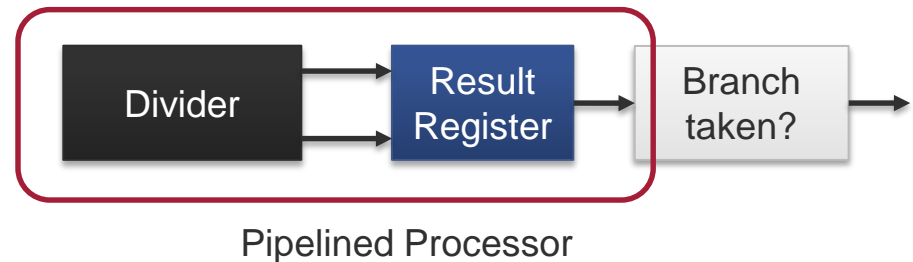 Divider
Result
Register
Branch
taken?
Pipelined Processor